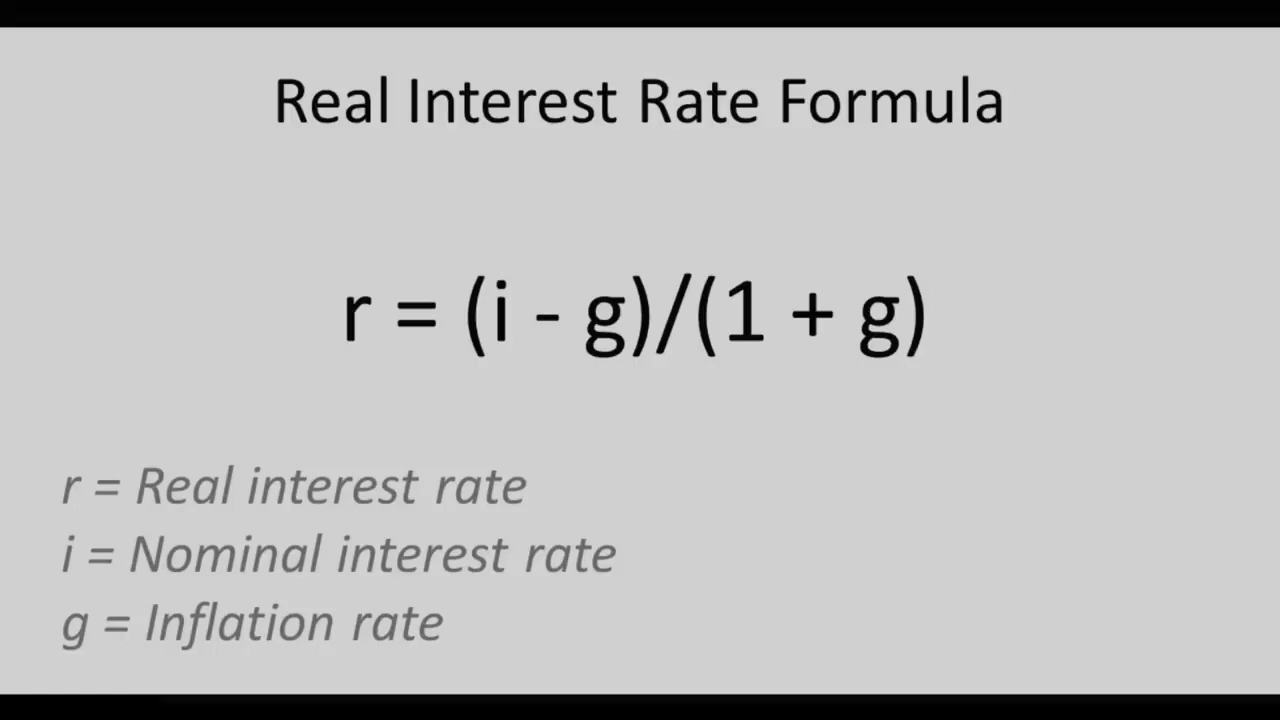 Real Interest Rate Formula
r = (i - g)/(1 + g)
r = Real interest rate
i = Nominal interest rate
g = Inflation rate